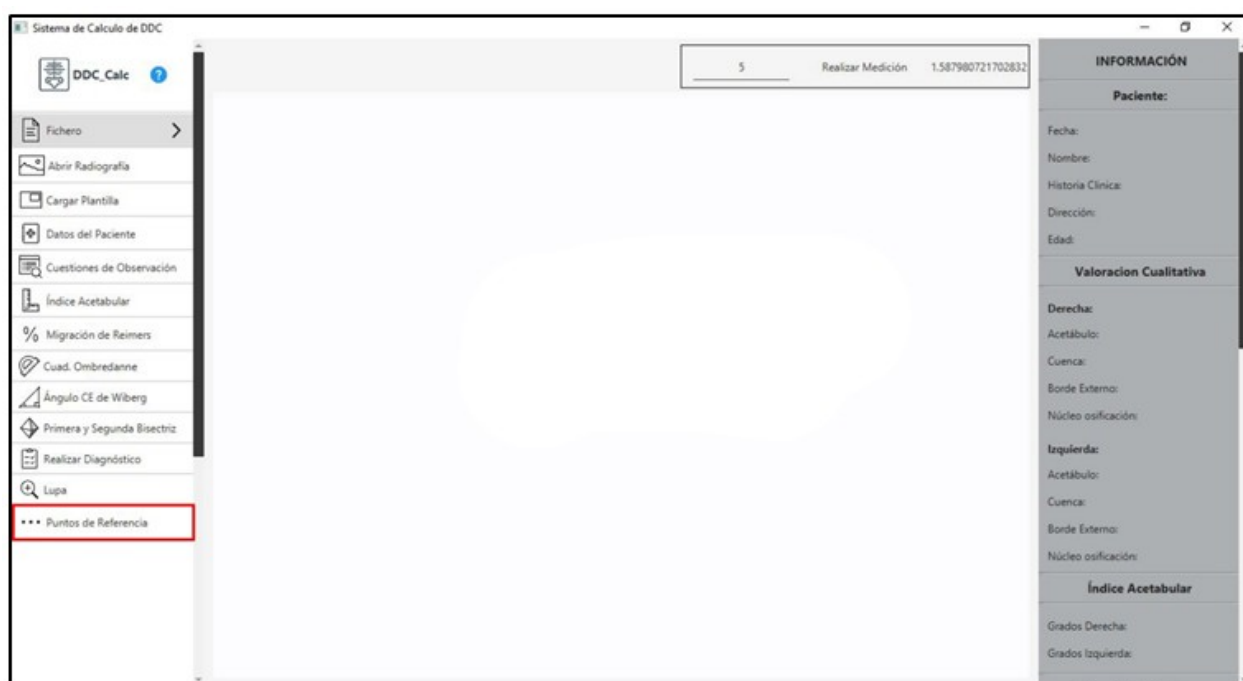 Sistema de Calculo de DDC
DDC_Calc ?
5 Realizar Medición 1.587980721702832
Fichero
Abrir Radiografía
Cargar Plantilla
Datos del Paciente
Cuestiones de Observación
Índice Acetabular
% Migración de Reimers
Cuad. Ombredanne
Ángulo CE de Wiberg
Primera y Segunda Bisectriz
Realizar Diagnóstico
Lupa
Puntos de Referencia
INFORMACIÓN
Paciente:
Fecha:
Nombre:
Historia Clinica:
Dirección:
Edad:
Valoracion Cualitativa
Derecha:
Acetábulo:
Cuenca:
Borde Externo:
Núcleo osificación:
Izquierda:
Acetábulo:
Cuenca:
Borde Externo:
Núcleo osificación:
Índice Acetabular
Grados Derecha:
Grados Izquierda: